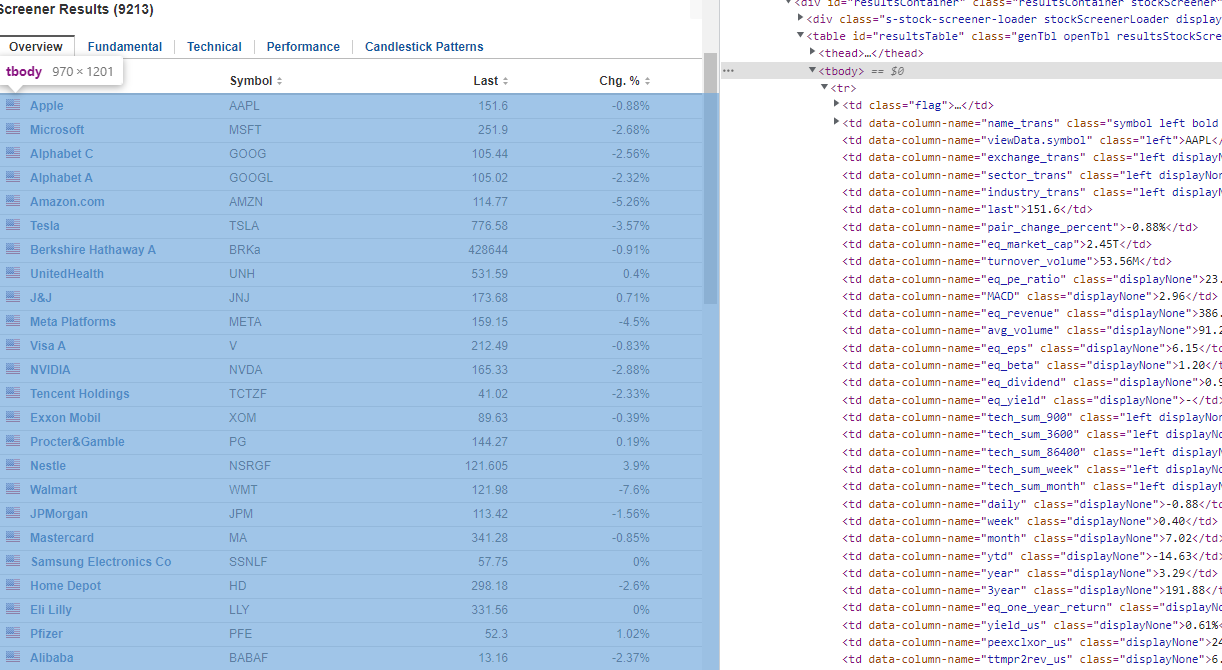 Screener Results (9213)
Overview Fundamental Technical Performance Candlestick Patterns
tbody 970 × 1201
Symbol Last Chg. %
Apple AAPL 151.6 -0.88%
Microsoft MSFT 251.9 -2.68%
Alphabet C GOOG 105.44 -2.56%
Alphabet A GOOGL 105.02 -2.32%
Amazon.com AMZN 114.77 -5.26%
Tesla TSLA 776.58 -3.57%
Berkshire Hathaway A BRKa 428644 -0.91%
UnitedHealth UNH 531.59 0.4%
J&J JNJ 173.68 0.71%
Meta Platforms META 159.15 -4.5%
Visa A V 212.49 -0.83%
NVIDIA NVDA 165.33 -2.88%
Tencent Holdings TCTZF 41.02 -2.33%
Exxon Mobil XOM 89.63 -0.39%
Procter&Gamble PG 144.27 0.19%
Nestle NSRGF 121.605 3.9%
Walmart WMT 121.98 -7.6%
JPMorgan JPM 113.42 -1.56%
Mastercard MA 341.28 -0.85%
Samsung Electronics Co SSNLF 57.75 0%
Home Depot HD 298.18 -2.6%
Eli Lilly LLY 331.56 0%
Pfizer PFE 52.3 1.02%
Alibaba BABAF 13.16 -2.37%
<div id="resultsContainer" class="resultsContainer stockScreener"
<div class="s-stock-screener-loader stockScreenerLoader display
<table id="resultsTable" class="genTbl openTbl resultsStockScre
<thead>…</thead>
<tbody> == $0
<tr>
<td class="flag">…</td>
<td data-column-name="name_trans" class="symbol left bold
<td data-column-name="viewData.symbol" class="left">AAPL</
<td data-column-name="exchange_trans" class="left displayN
<td data-column-name="sector_trans" class="left displayNor
<td data-column-name="industry_trans" class="left displayN
<td data-column-name="last">151.6</td>
<td data-column-name="pair_change_percent">-0.88%</td>
<td data-column-name="eq_market_cap">2.45T</td>
<td data-column-name="turnover_volume">53.56M</td>
<td data-column-name="eq_pe_ratio" class="displayNone">23.
<td data-column-name="MACD" class="displayNone">2.96</td>
<td data-column-name="eq_revenue" class="displayNone">386.
<td data-column-name="avg_volume" class="displayNone">91.2
<td data-column-name="eq_eps" class="displayNone">6.15</td
<td data-column-name="eq_beta" class="displayNone">1.20</t
<td data-column-name="eq_dividend" class="displayNone">0.9
<td data-column-name="eq_yield" class="displayNone">-</td>
<td data-column-name="tech_sum_900" class="left displayNon
<td data-column-name="tech_sum_3600" class="left displayNo
<td data-column-name="tech_sum_86400" class="left displayN
<td data-column-name="tech_sum_week" class="left displayNo
<td data-column-name="tech_sum_month" class="left displayN
<td data-column-name="daily" class="displayNone">-0.88</td
<td data-column-name="week" class="displayNone">0.40</td>
<td data-column-name="month" class="displayNone">7.02</td>
<td data-column-name="ytd" class="displayNone">-14.63</td>
<td data-column-name="year" class="displayNone">3.29</td>
<td data-column-name="3year" class="displayNone">191.88</t
<td data-column-name="eq_one_year_return" class="displayNo
<td data-column-name="yield_us" class="displayNone">0.61%<
<td data-column-name="peexclxor_us" class="displayNone">24
<td data-column-name="ttmpr2rev_us" class="displayNone">6.